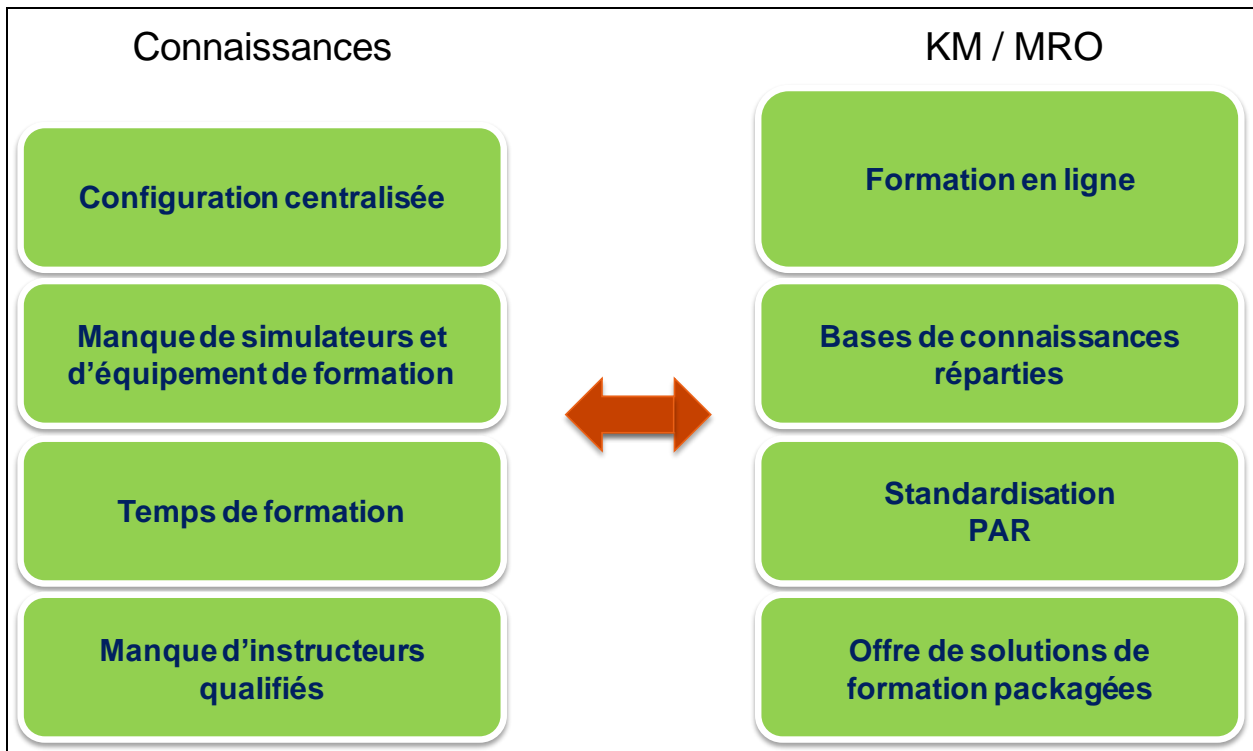 Connaissances
Configuration centralisée
Manque de simulateurs et
d’équipement de formation
Temps de formation
Manque d’instructeurs
qualifiés
KM / MRO
Formation en ligne
Bases de connaissances
réparties
Standardisation
PAR
Offre de solutions de
formation packagées